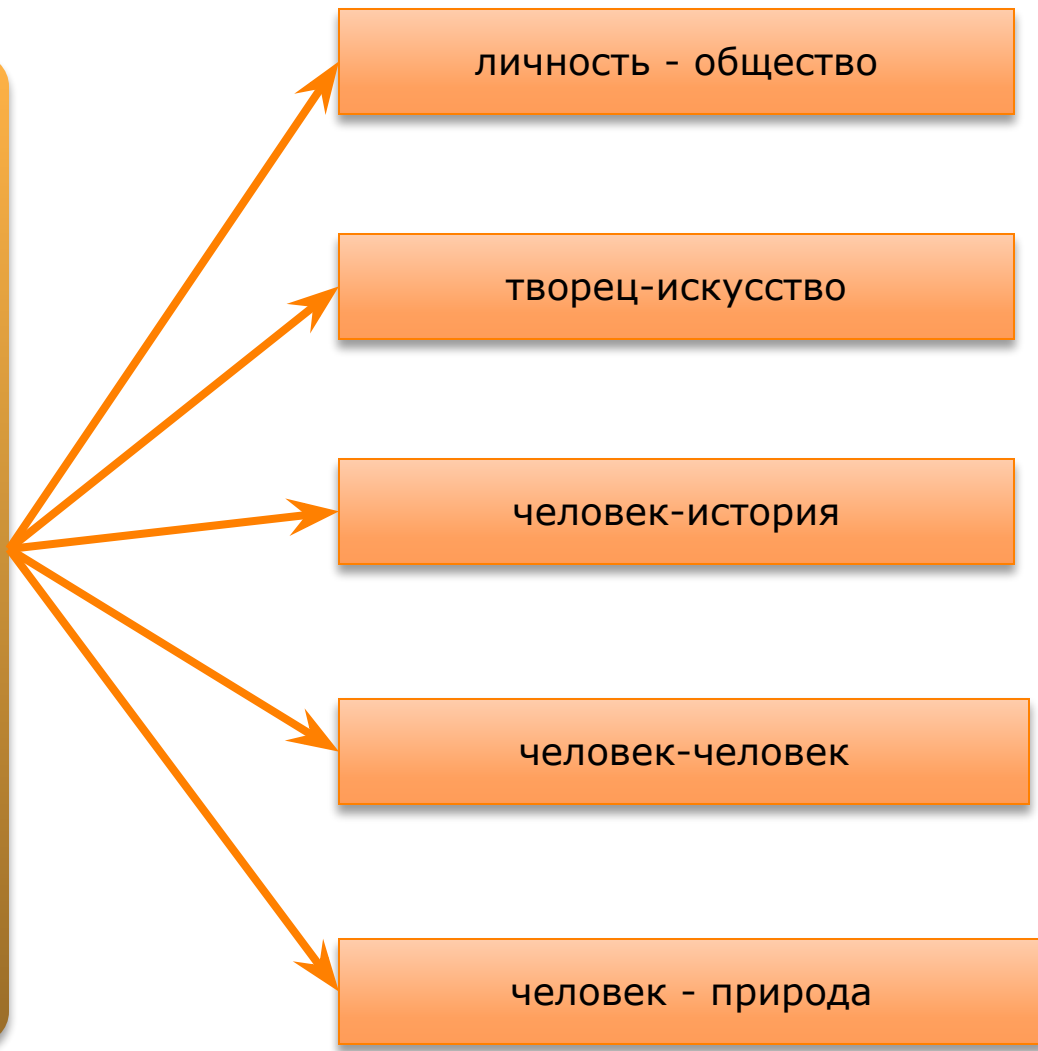 личность - общество
творец-искусство
человек-история
человек-человек
человек - природа